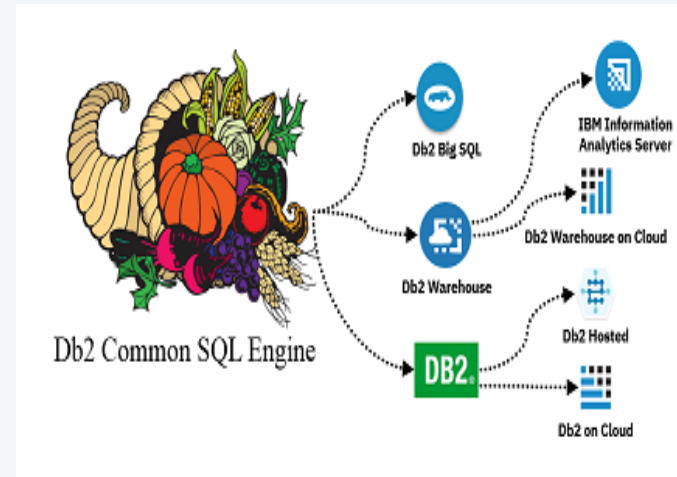 Db2 Common SQL Engine
Db2 Big SQL
Db2 Warehouse
DB2.
IBM Information
Analytics Server
Db2 Warehouse on Cloud
Db2 Hosted
Db2 on Cloud